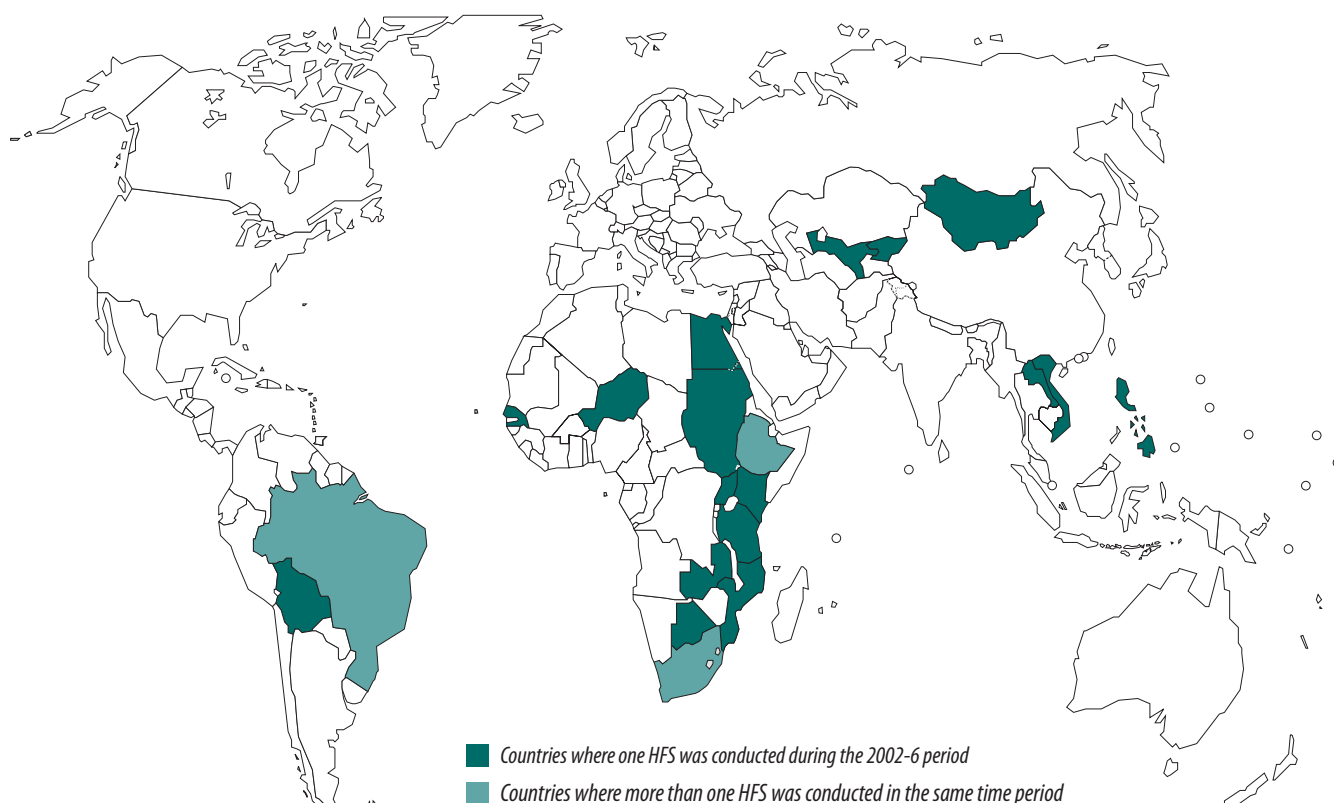 Countries where one HFS was conducted during the 2002-6 period
Countries where more than one HFS was conducted in the same time period